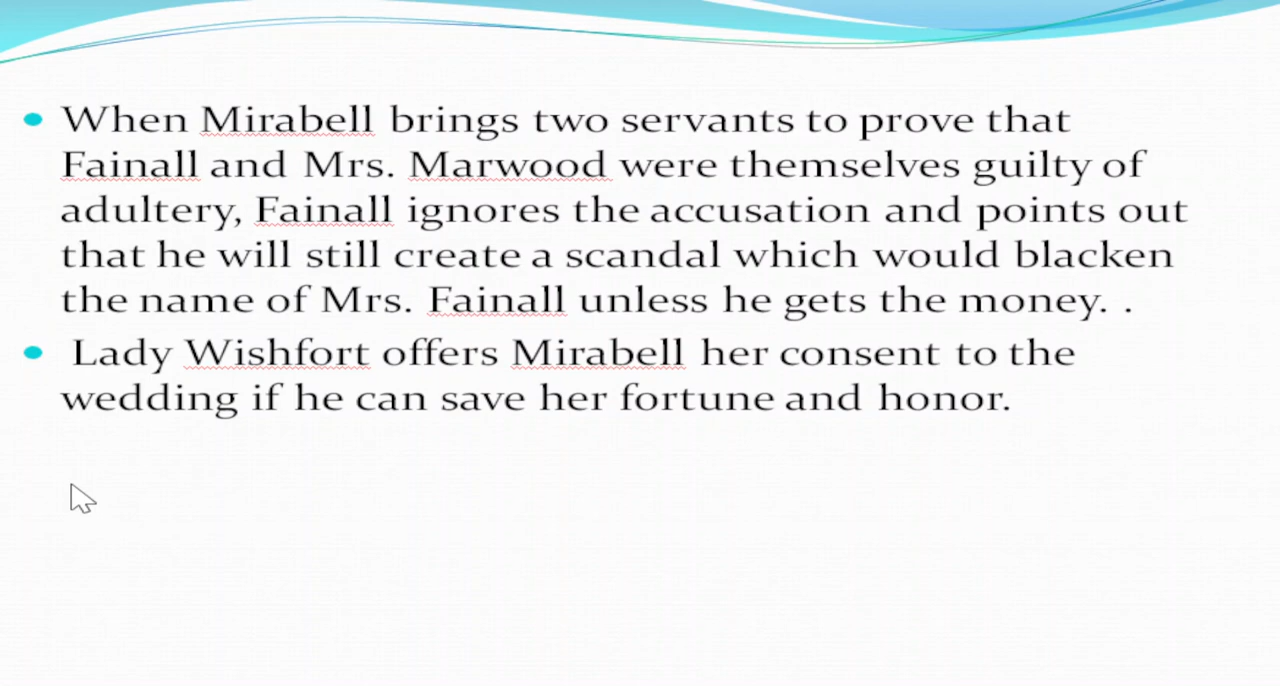 When Mirabell brings two servants to prove that
Fainall and Mrs. Marwood were themselves guilty of
adultery, Fainall ignores the accusation and points out
that he will still create a scandal which would blacken
the name of Mrs. Fainall unless he gets the money. .
Lady Wishfort offers Mirabell her consent to the
wedding if he can save her fortune and honor.